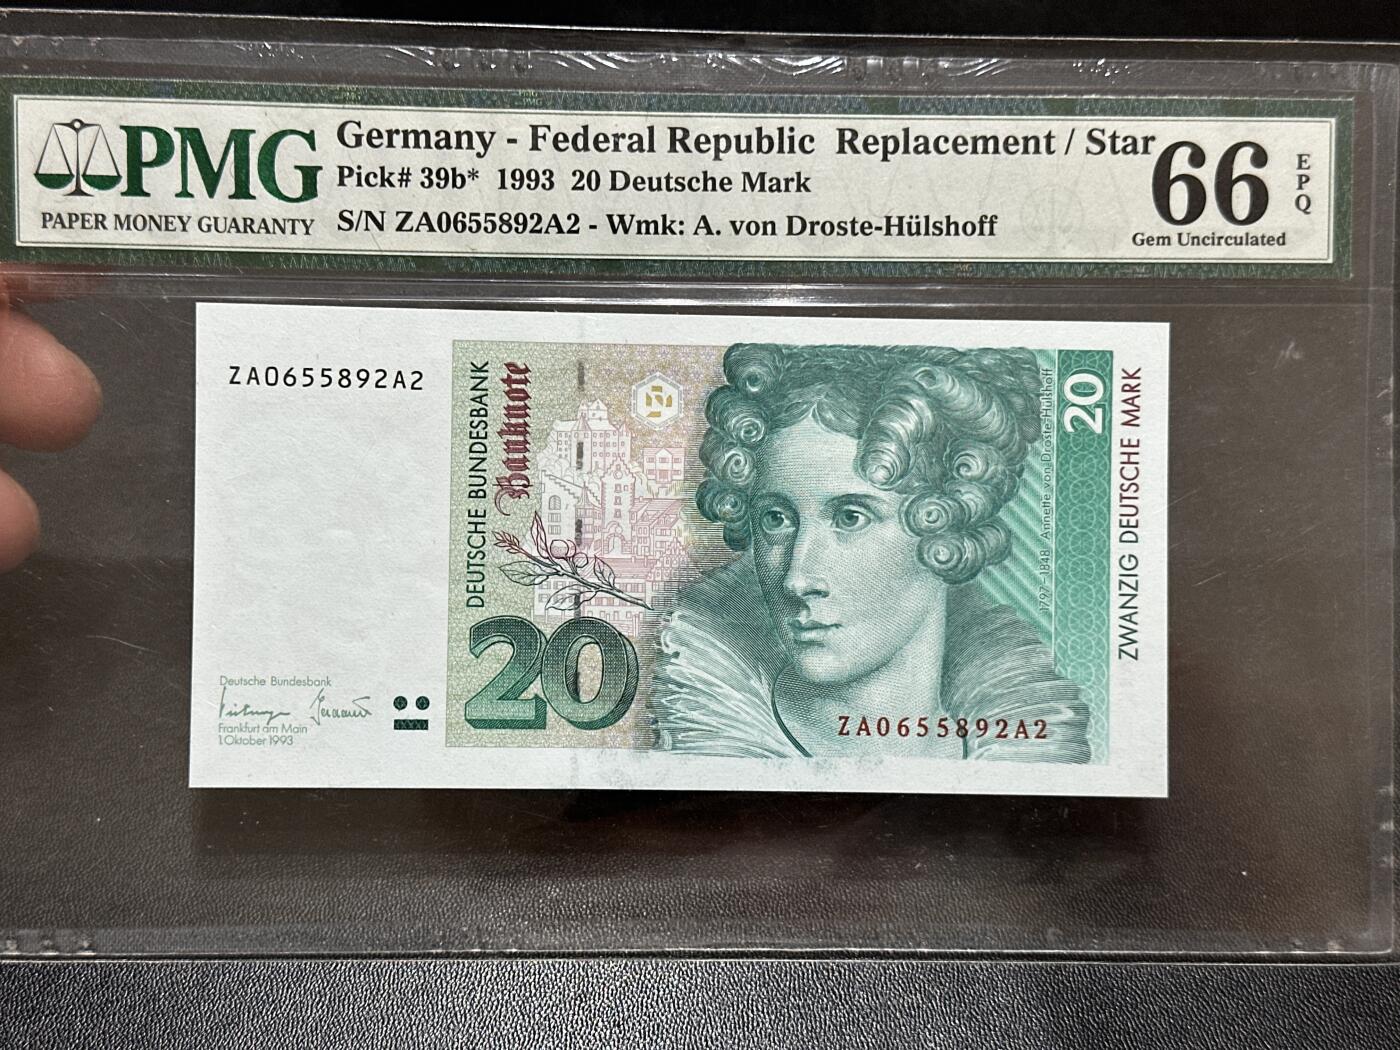 PMG
PAPER MONEY GUARANTY
Germany - Federal Republic Replacement / Star
Pick# 39b* 1993 20 Deutsche Mark
S/N ZA0655892A2 - Wmk: A. von Droste-Hülshoff
66
EPQ
Gem Uncirculated
ZA0655892A2
DEUTSCHE BUNDESBANK
Banknote
20
Deutsche Bundesbank
Frankfurt am Main
1.Oktober 1993
1797-1848 Annette von Droste-Hülshoff
20
ZWANZIG DEUTSCHE MARK
ZA0655892A2